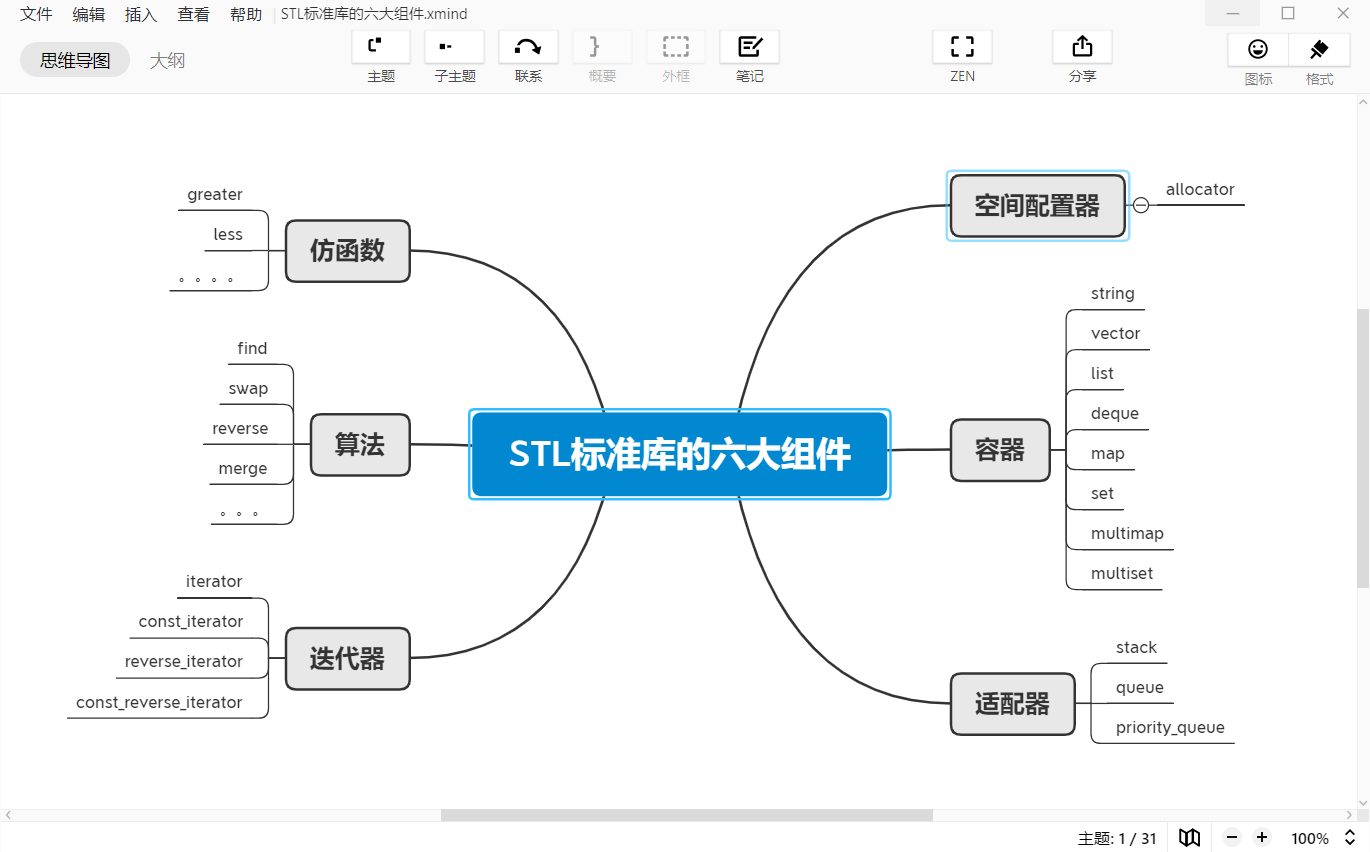 文件 编辑 插入 查看 帮助 STL标准库的六大组件.xmind
思维导图 大纲
主题 子主题 联系 概要 外框 笔记 ZEN 分享 图标 格式
STL标准库的六大组件
空间配置器
allocator
容器
string
vector
list
deque
map
set
multimap
multiset
适配器
stack
queue
priority_queue
仿函数
greater
less
。。。。
算法
find
swap
reverse
merge
。。。
迭代器
iterator
const_iterator
reverse_iterator
const_reverse_iterator
主题: 1 / 31 100%